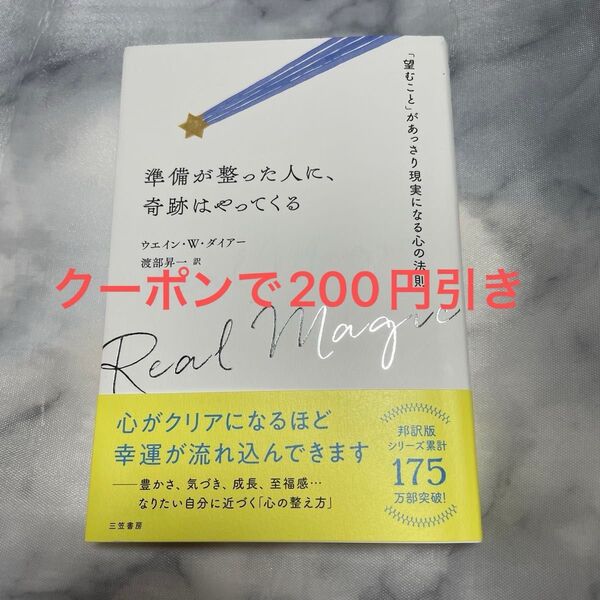 「望むこと」があっさり現実になる心の法則
準備が整った人に、
奇跡はやってくる
ウエイン・W・ダイアー
渡部昇一 訳
クーポンで200円引き
Real Magic
心がクリアになるほど
幸運が流れ込んできます
──豊かさ、気づき、成長、至福感…
なりたい自分に近づく「心の整え方」
邦訳版
シリーズ累計
175
万部突破!
三笠書房